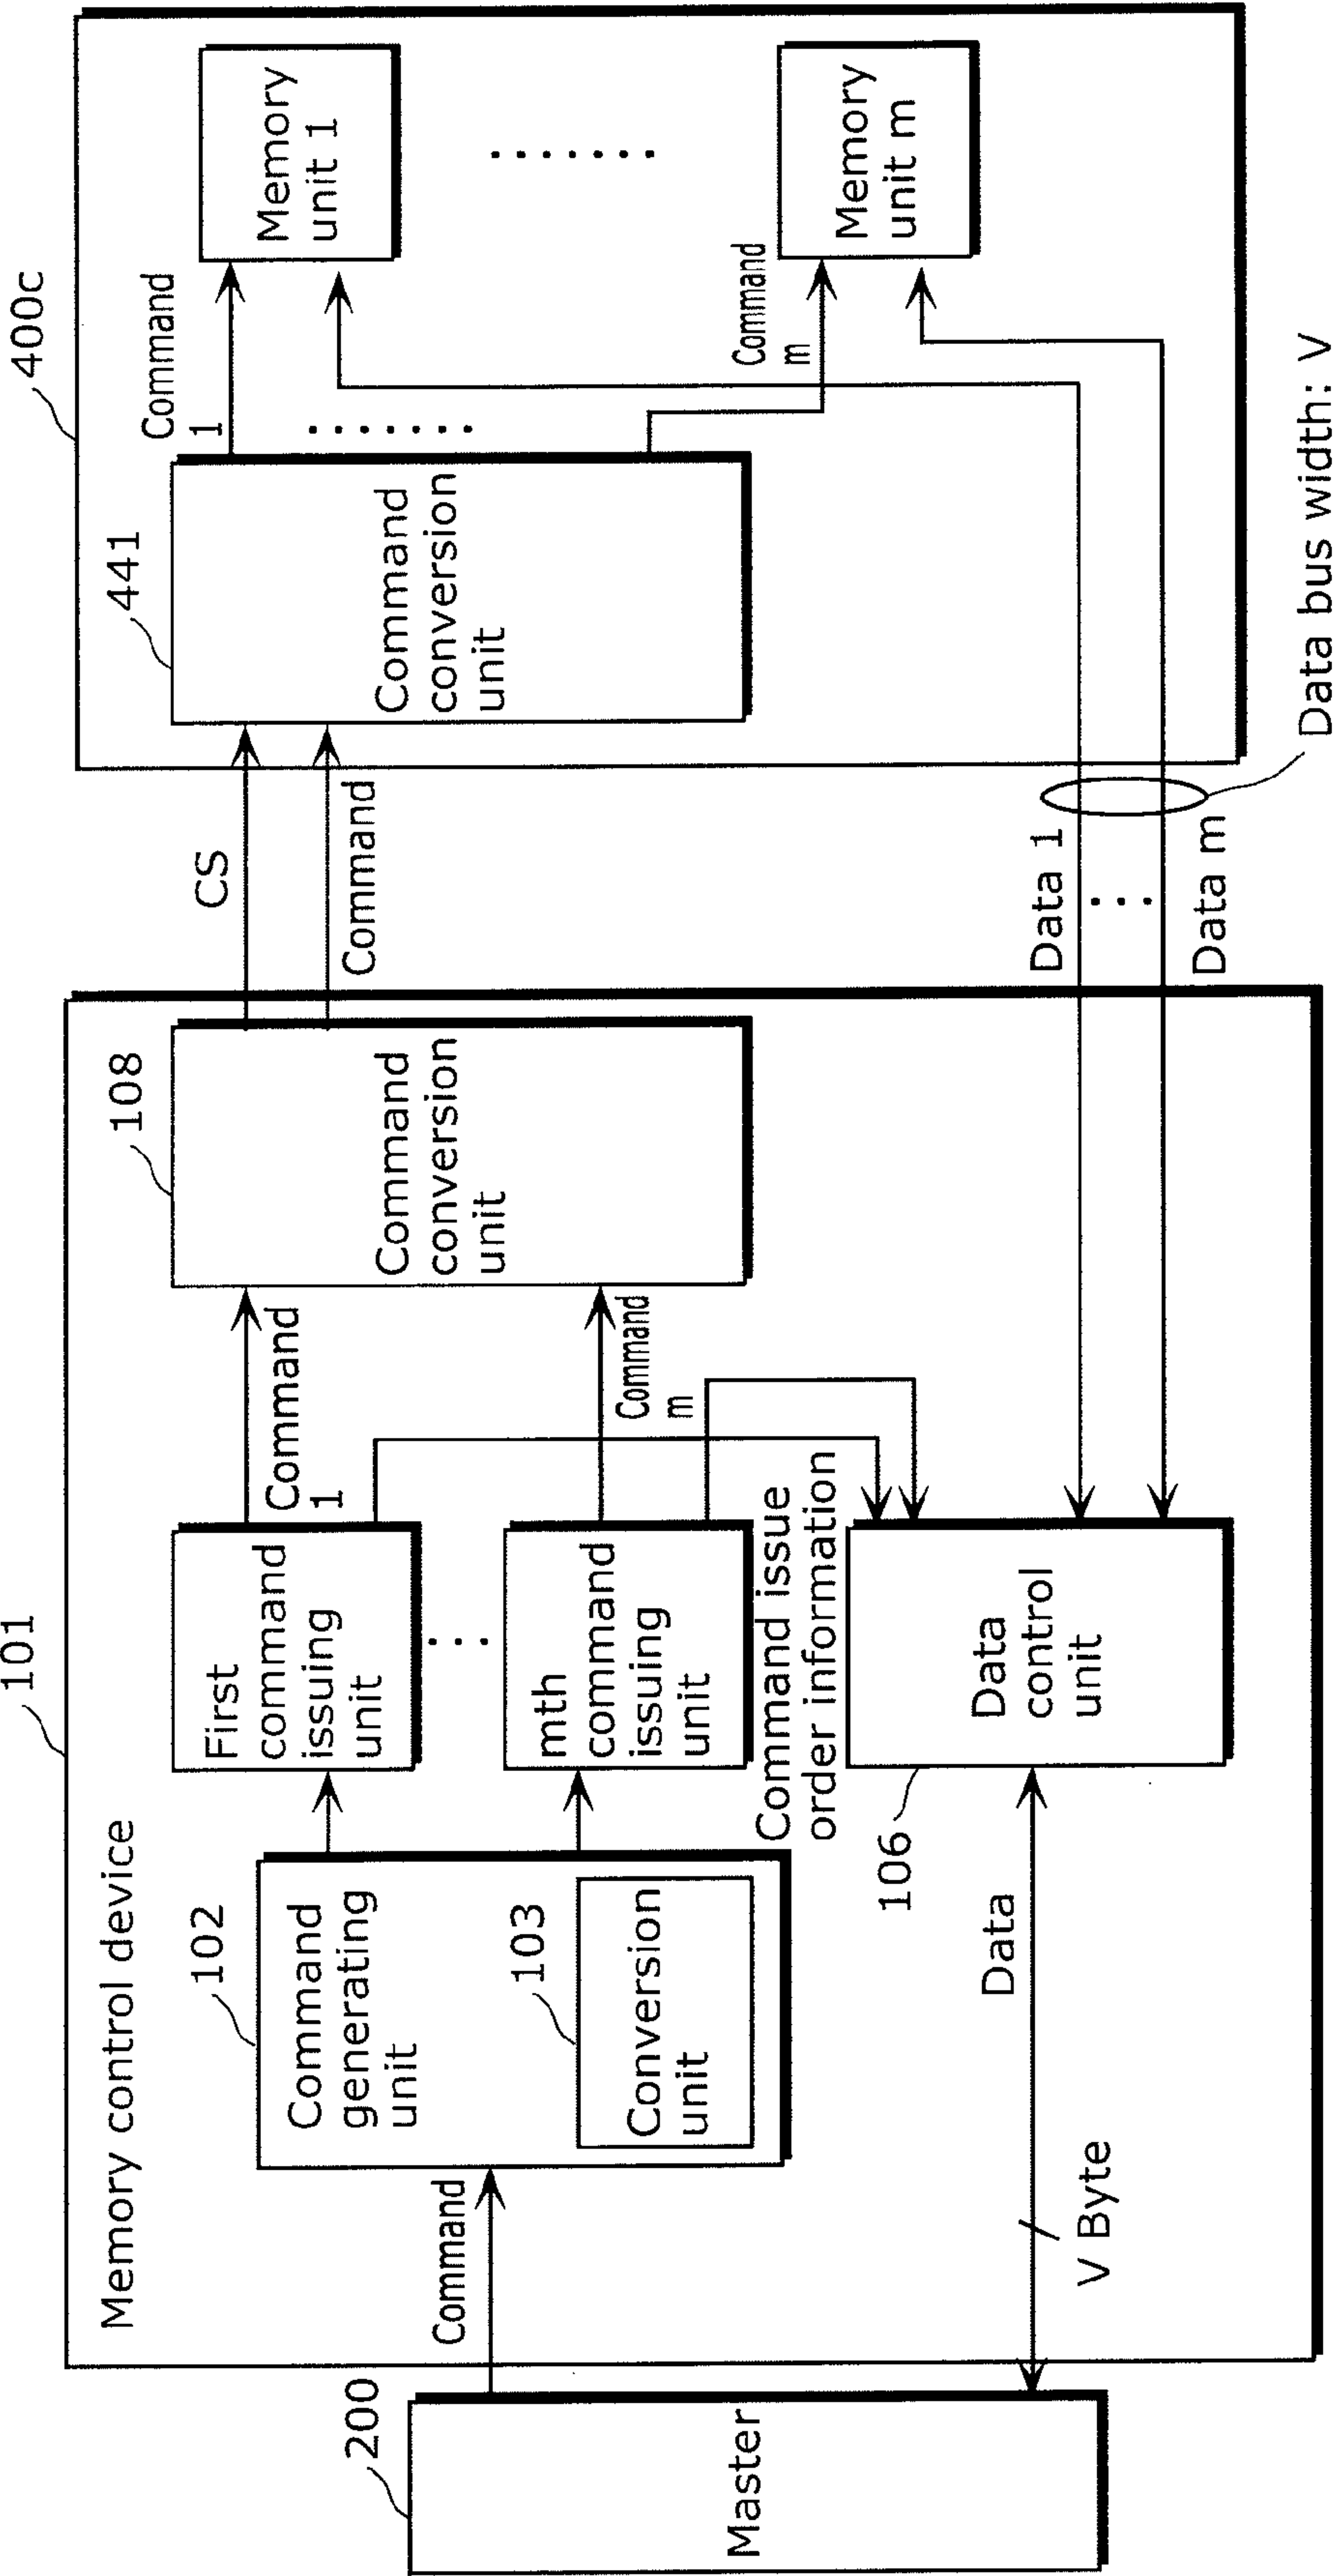 101
400c
Memory control device
200
Master
Command
102
Command
generating
unit
103
Conversion
unit
First
command
issuing
unit
...
mth
command
issuing
unit
Command
1
Command
m
Command issue
order information
106
Data
control
unit
Data
V Byte
108
Command
conversion
unit
CS
Command
Data 1
...
Data m
Data bus width: V
441
Command
conversion
unit
Command
1
.......
Command
m
Memory
unit 1
.......
Memory
unit m